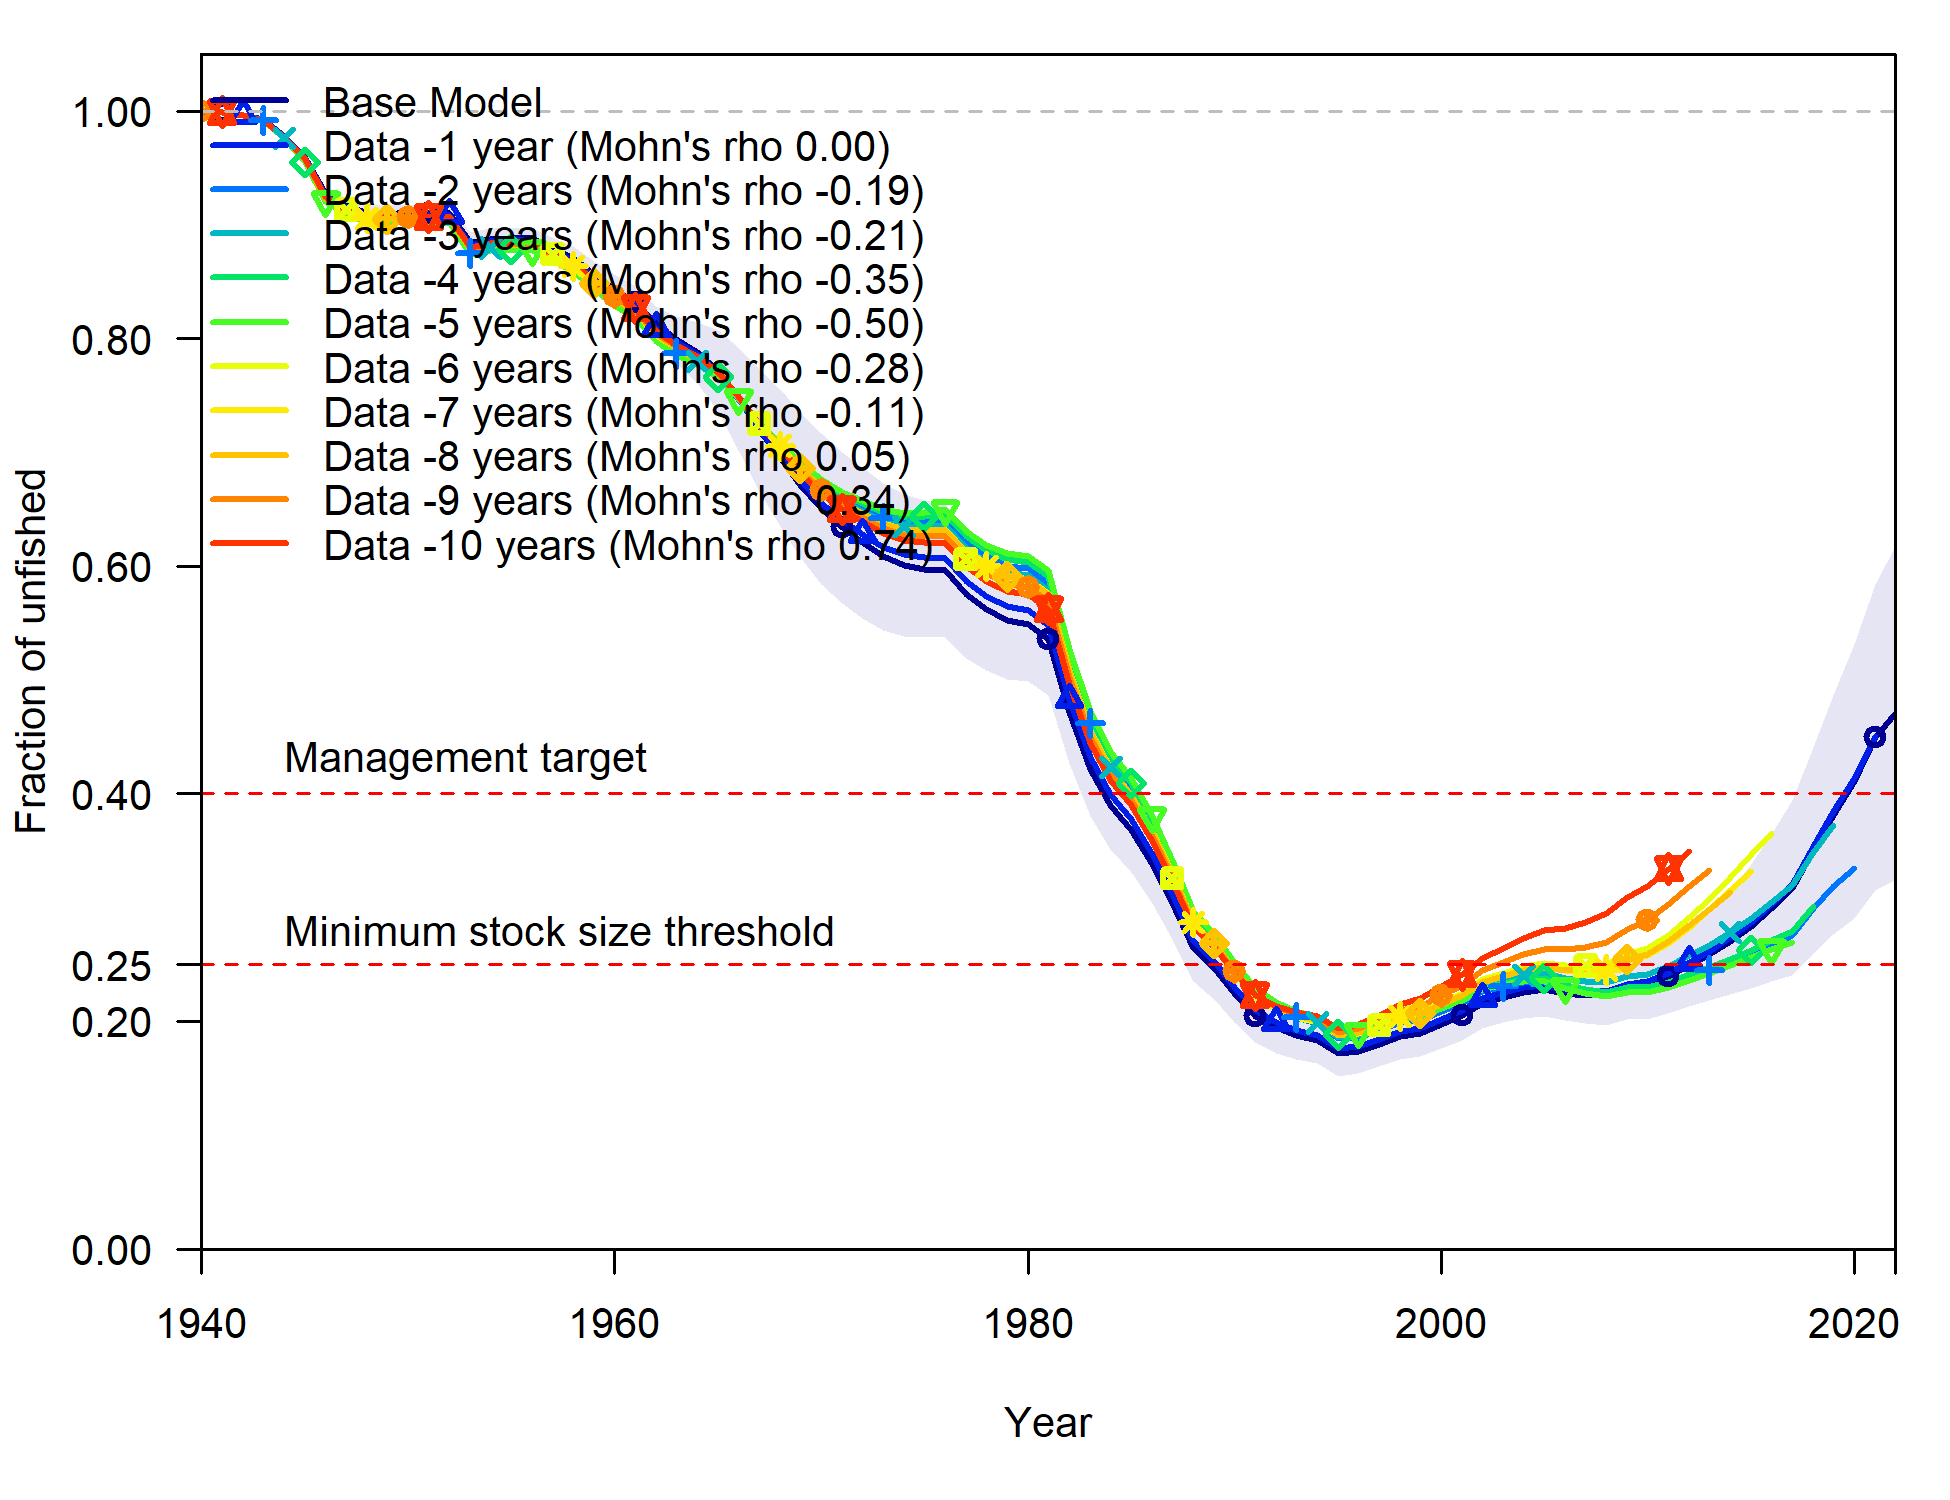 1.00
0.80
0.60
0.40
0.25
0.20
0.00
Fraction of unfished
Base Model
Data -1 year (Mohn's rho 0.00)
Data -2 years (Mohn's rho -0.19)
Data -3 years (Mohn's rho -0.21)
Data -4 years (Mohn's rho -0.35)
Data -5 years (Mohn's rho -0.50)
Data -6 years (Mohn's rho -0.28)
Data -7 years (Mohn's rho -0.11)
Data -8 years (Mohn's rho 0.05)
Data -9 years (Mohn's rho 0.34)
Data -10 years (Mohn's rho 0.74)
Management target
Minimum stock size threshold
1940 1960 1980 2000 2020
Year